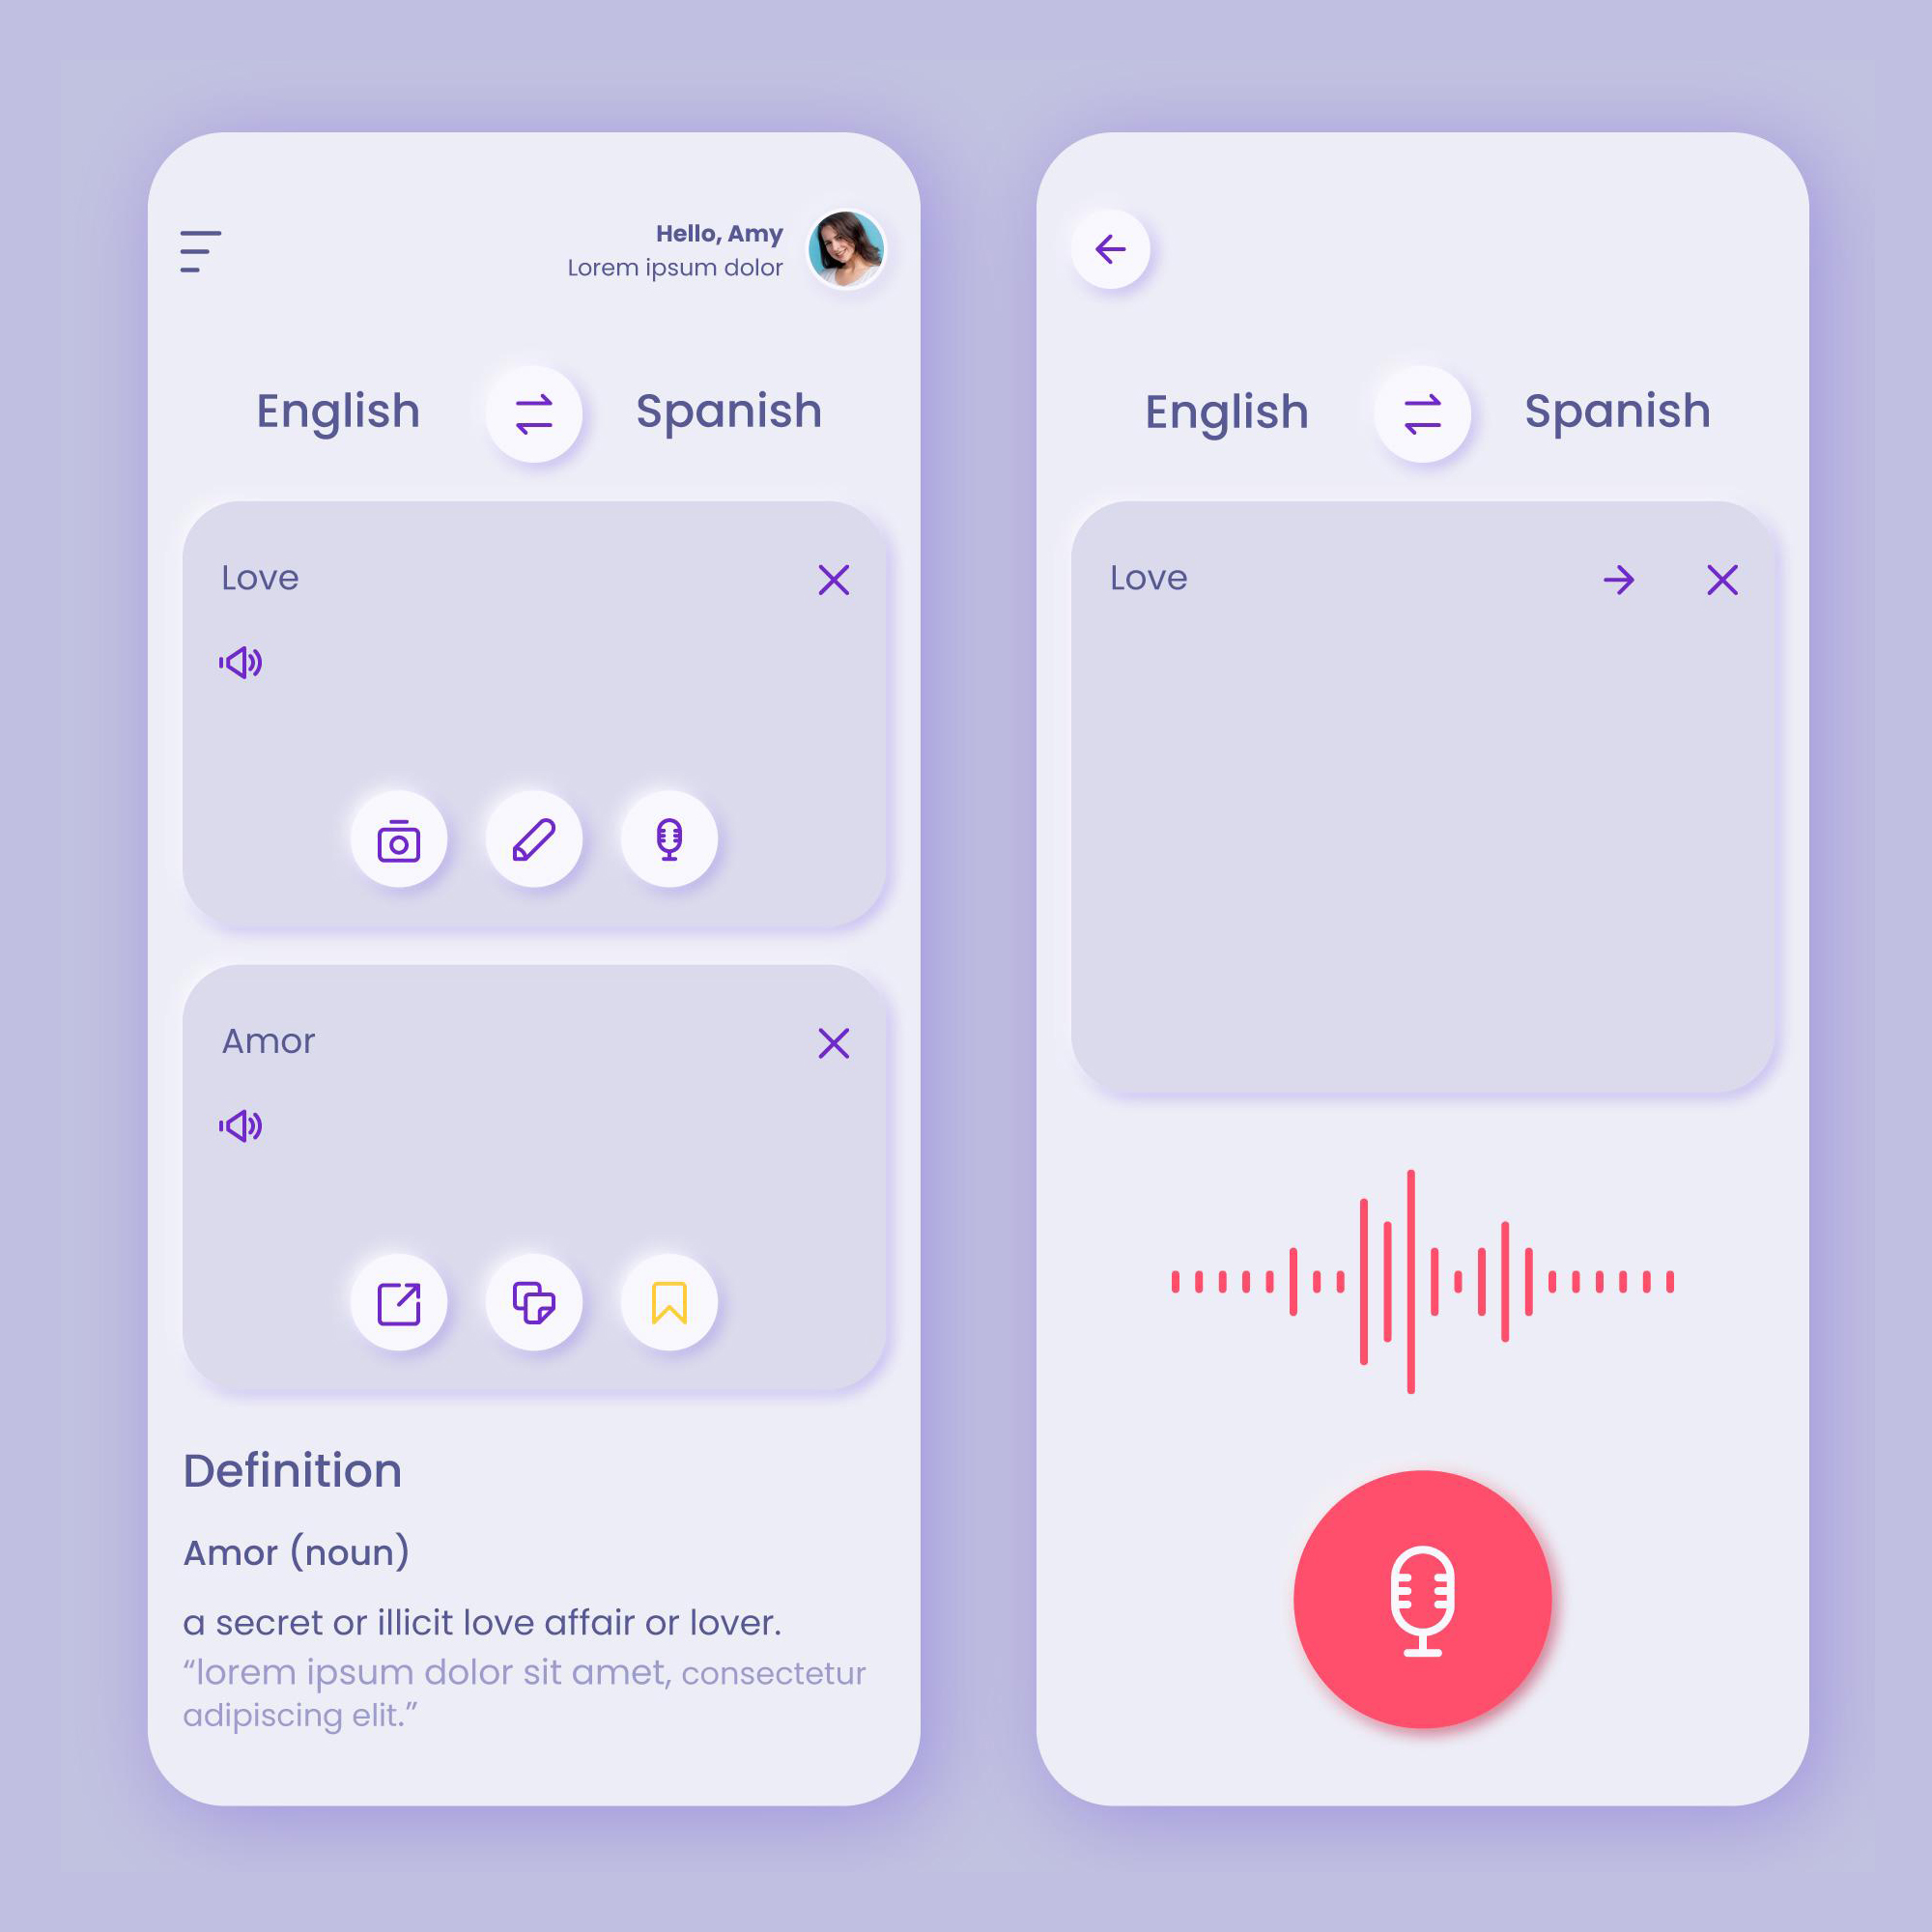 Hello, Amy
Lorem ipsum dolor
English
Spanish
Love
Amor
Definition
Amor (noun)
a secret or illicit love affair or lover.
“lorem ipsum dolor sit amet, consectetur
adipiscing elit.”
English
Spanish
Love